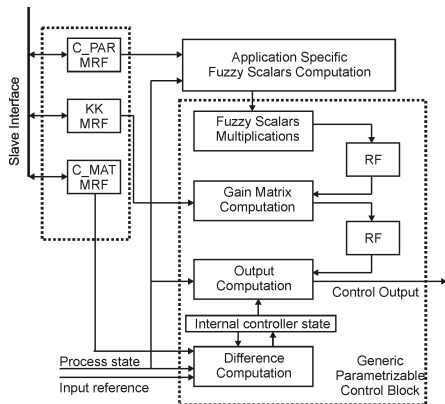 Slave Interface
C_PAR
MRF
KK
MRF
C_MAT
MRF
Application Specific
Fuzzy Scalars Computation
Fuzzy Scalars
Multiplications
RF
Gain Matrix
Computation
RF
Output
Computation
Control Output
Internal controller state
Process state
Input reference
Difference
Computation
Generic
Parametrizable
Control Block